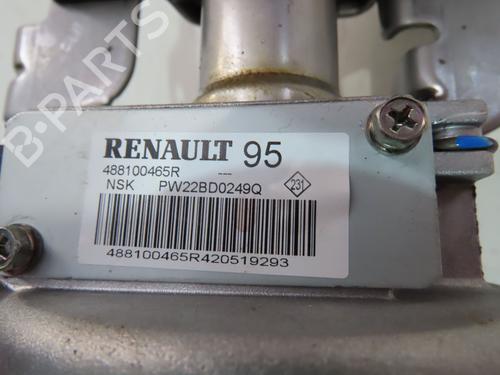 B-PARTS
RENAULT 95
488100465R ---
NSK PW22BD0249Q 231
488100465R420519293